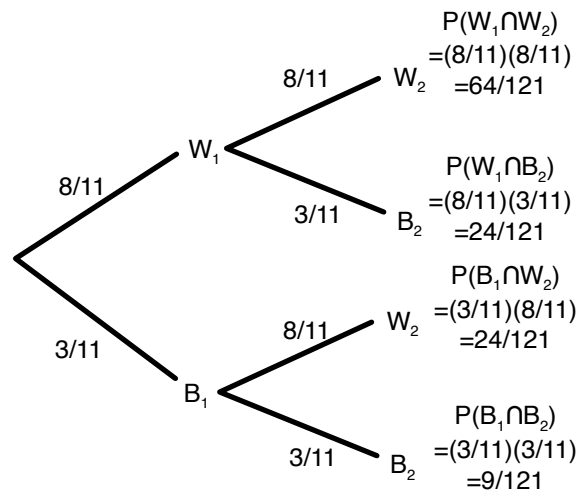 P(W₁∩W₂)
=(8/11)(8/11)
=64/121
8/11
W₂
W₁
8/11
P(W₁∩B₂)
=(8/11)(3/11)
=24/121
3/11
B₂
P(B₁∩W₂)
=(3/11)(8/11)
=24/121
8/11
W₂
3/11
B₁
P(B₁∩B₂)
=(3/11)(3/11)
=9/121
3/11
B₂